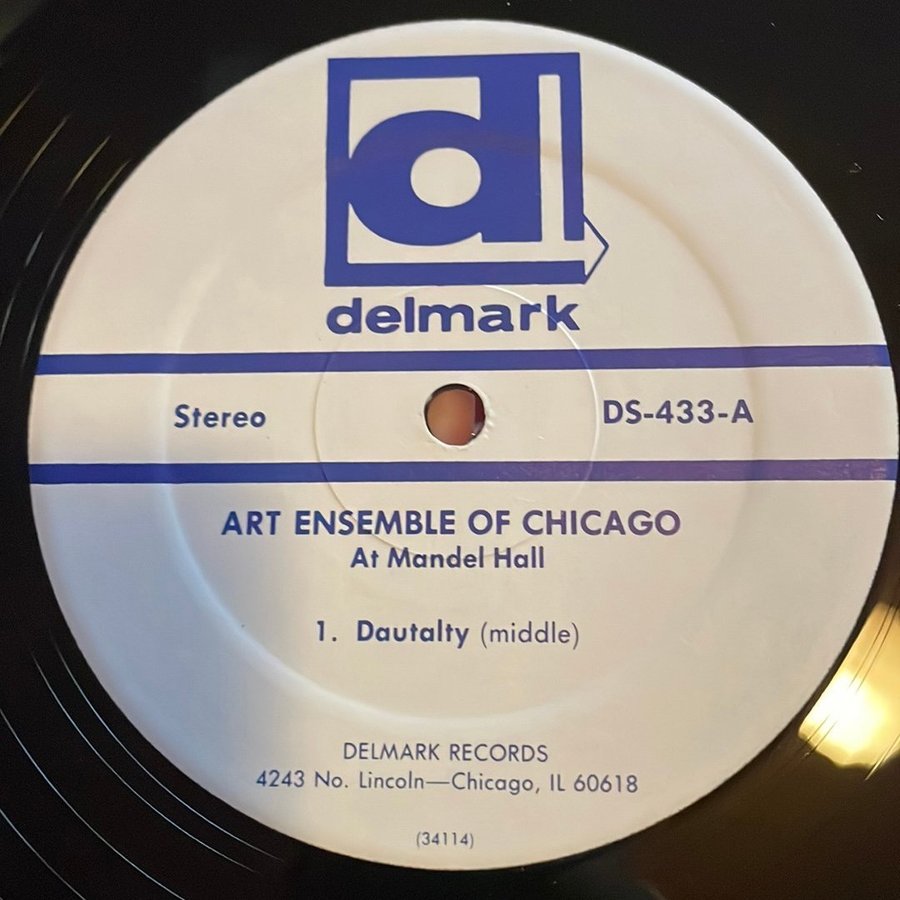 d
delmark
Stereo DS-433-A
ART ENSEMBLE OF CHICAGO
At Mandel Hall
1. Dautalty (middle)
DELMARK RECORDS
4243 No. Lincoln—Chicago, IL 60618
(34114)